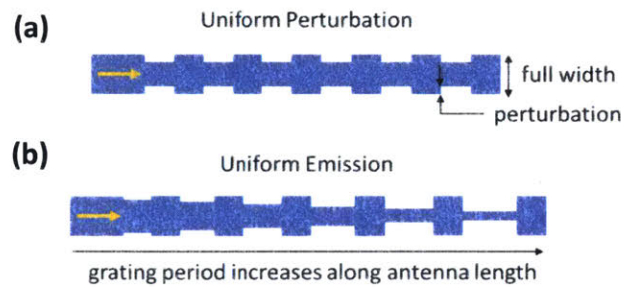 (a)
Uniform Perturbation
full width
perturbation
(b)
Uniform Emission
grating period increases along antenna length